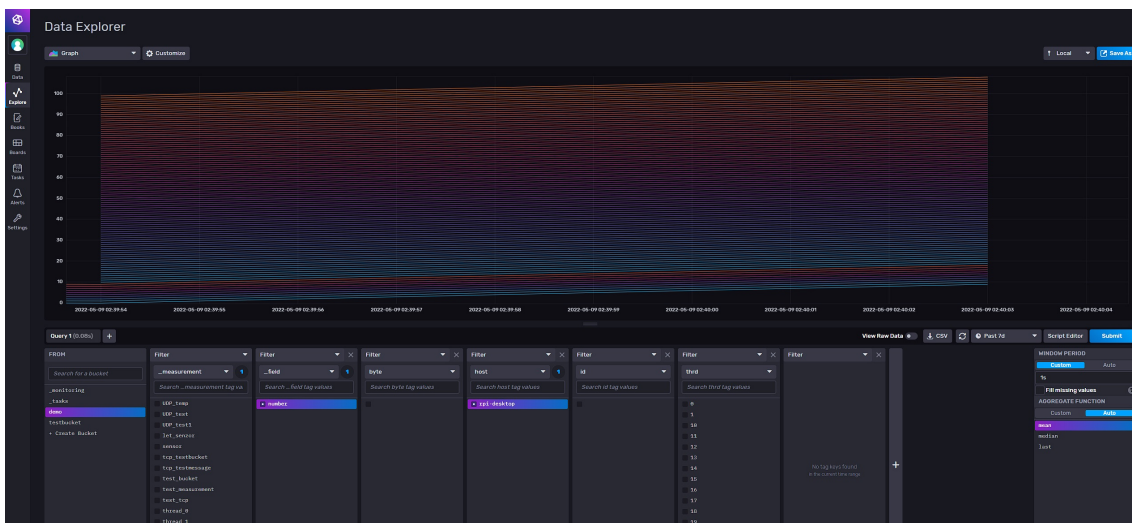 Data Explorer
Graph
Customize
Local
Save As
Data
Explore
Books
Boards
Tasks
Alerts
Settings
100
90
80
70
60
50
40
30
20
10
0
2022-05-09 02:39:54
2022-05-09 02:39:55
2022-05-09 02:39:56
2022-05-09 02:39:57
2022-05-09 02:39:58
2022-05-09 02:39:59
2022-05-09 02:40:00
2022-05-09 02:40:01
2022-05-09 02:40:02
2022-05-09 02:40:03
2022-05-09 02:40:04
Query 1 (0.08s)
+
View Raw Data
CSV
Past 7d
Script Editor
Submit
FROM
Search for a bucket
_monitoring
_tasks
demo
testbucket
+ Create Bucket
Filter
_measurement
1
Search _measurement tag va
UDP_temp
UDP_text
UDP_test1
let_sensor
sensor
tcp_testbucket
tcp_testmessage
test_bucket
test_measurement
test_tcp
thread_0
thread_1
Filter
_field
1
Search _field tag values
number
Filter
byte
Search byte tag values
Filter
host
1
Search host tag values
rpi-desktop
Filter
id
Search id tag values
Filter
thrd
Search thrd tag values
0
1
10
11
12
13
14
15
16
17
18
19
Filter
No tag keys found
in the current time range
+
WINDOW PERIOD
Custom
Auto
1s
Fill missing values
AGGREGATE FUNCTION
Custom
Auto
mean
median
last